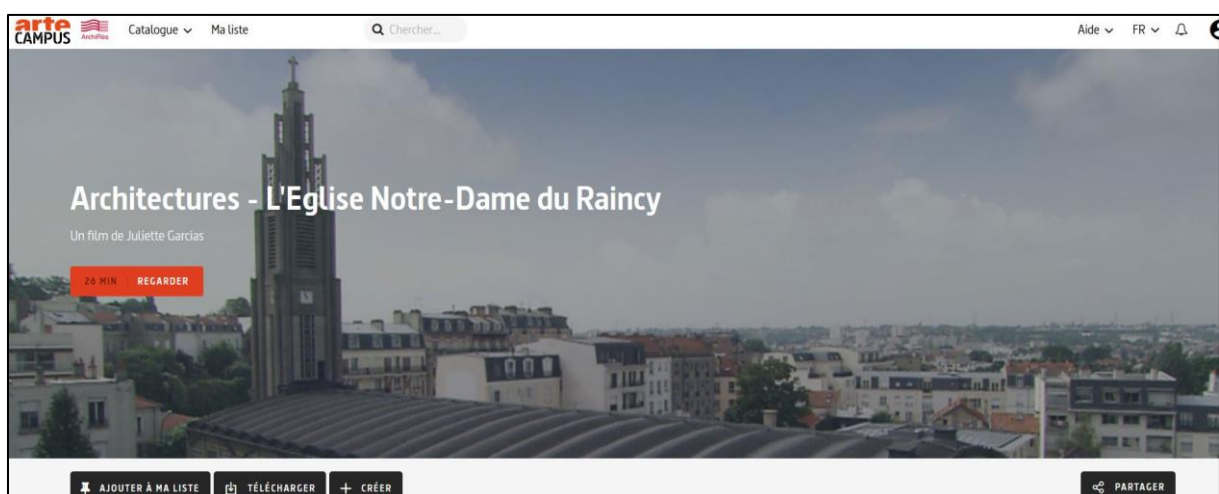 arte CAMPUS ArchiRès Catalogue Ma liste Chercher... Aide FR
Architectures - L'Eglise Notre-Dame du Raincy
Un film de Juliette Garcias
26 MIN REGARDER
AJOUTER À MA LISTE TÉLÉCHARGER + CRÉER PARTAGER